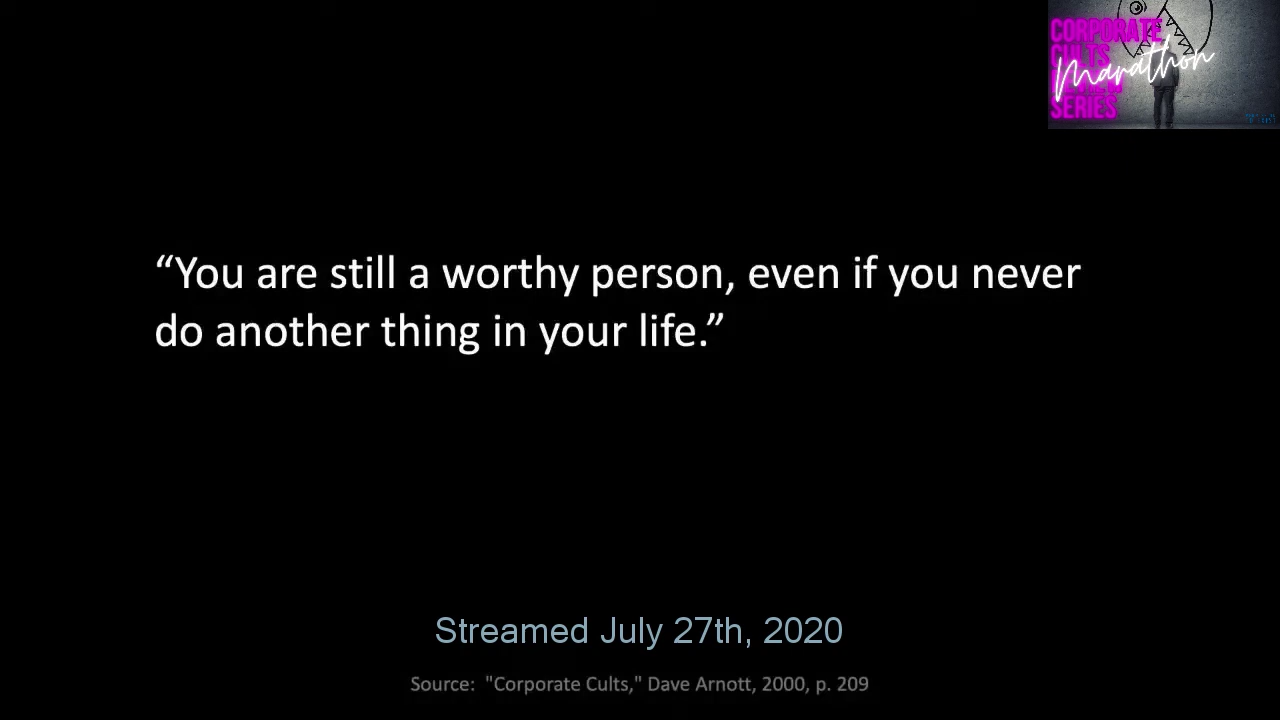 CORPORATE
CULTS
Marathon
SERIES
“You are still a worthy person, even if you never
do another thing in your life.”
Streamed July 27th, 2020
Source: "Corporate Cults," Dave Arnott, 2000, p. 209